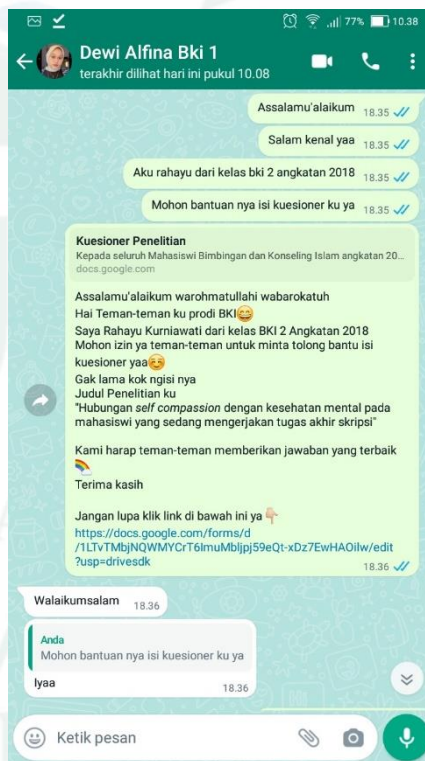 77% 10.38
Dewi Alfina Bki 1
terakhir dilihat hari ini pukul 10.08
Assalamu'alaikum 18.35
Salam kenal yaa 18.35
Aku rahayu dari kelas bki 2 angkatan 2018 18.35
Mohon bantuan nya isi kuesioner ku ya 18.35
Kuesioner Penelitian
Kepada seluruh Mahasiswi Bimbingan dan Konseling Islam angkatan 20...
docs.google.com
Assalamu'alaikum warohmatullahi wabarokatuh
Hai Teman-teman ku prodi BKI😄
Saya Rahayu Kurniawati dari kelas BKI 2 Angkatan 2018
Mohon izin ya teman-teman untuk minta tolong bantu isi
kuesioner yaa😊
Gak lama kok ngisi nya
Judul Penelitian ku
"Hubungan self compassion dengan kesehatan mental pada
mahasiswi yang sedang mengerjakan tugas akhir skripsi"
Kami harap teman-teman memberikan jawaban yang terbaik
🌈
Terima kasih
Jangan lupa klik link di bawah ini ya👇🏻
https://docs.google.com/forms/d
/1LTvTMbjNQWMYCrT6lmuMbljpj59eQt-xDz7EwHAOilw/edit
?usp=drivesdk
18.36
Walaikumsalam 18.36
Anda
Mohon bantuan nya isi kuesioner ku ya
Iyaa
18.36
Ketik pesan